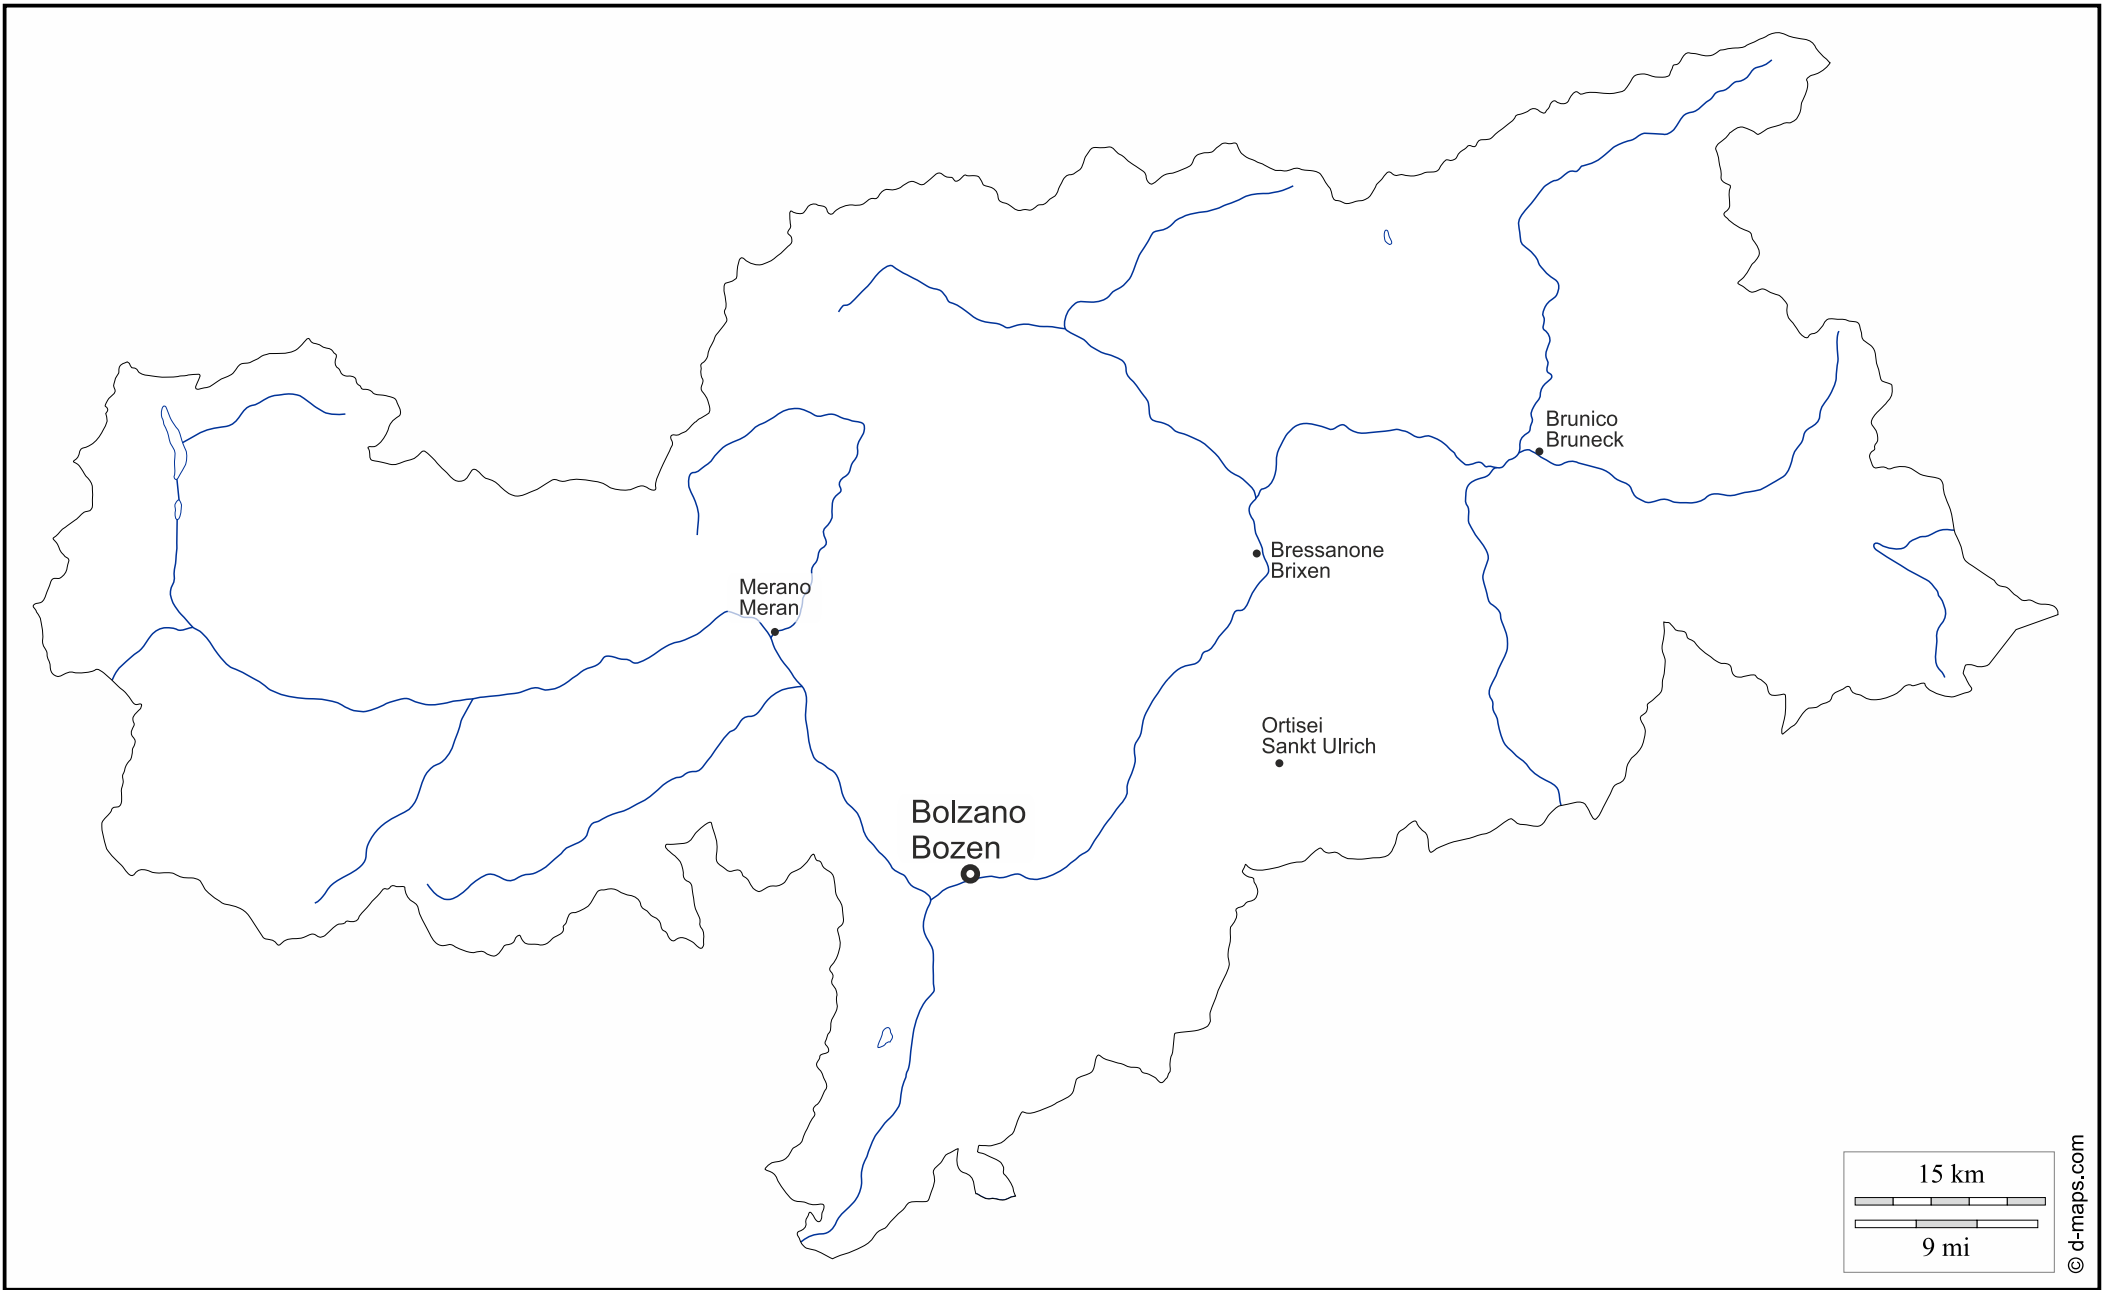 Brunico
Bruneck
Bressanone
Brixen
Merano
Meran
Ortisei
Sankt Ulrich
Bolzano
Bozen
15 km
9 mi
© d-maps.com